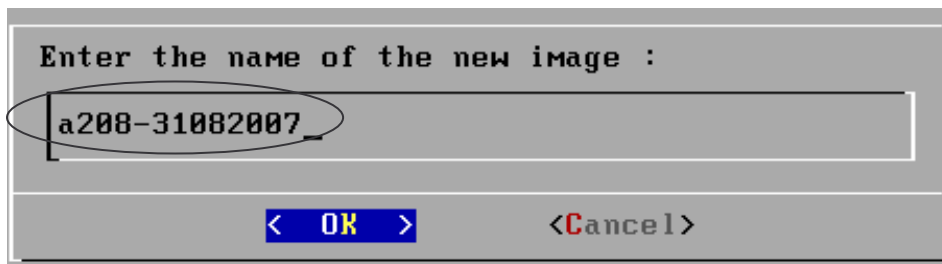 Enter the name of the new image :
a208-31082007_
< OK > <Cancel>